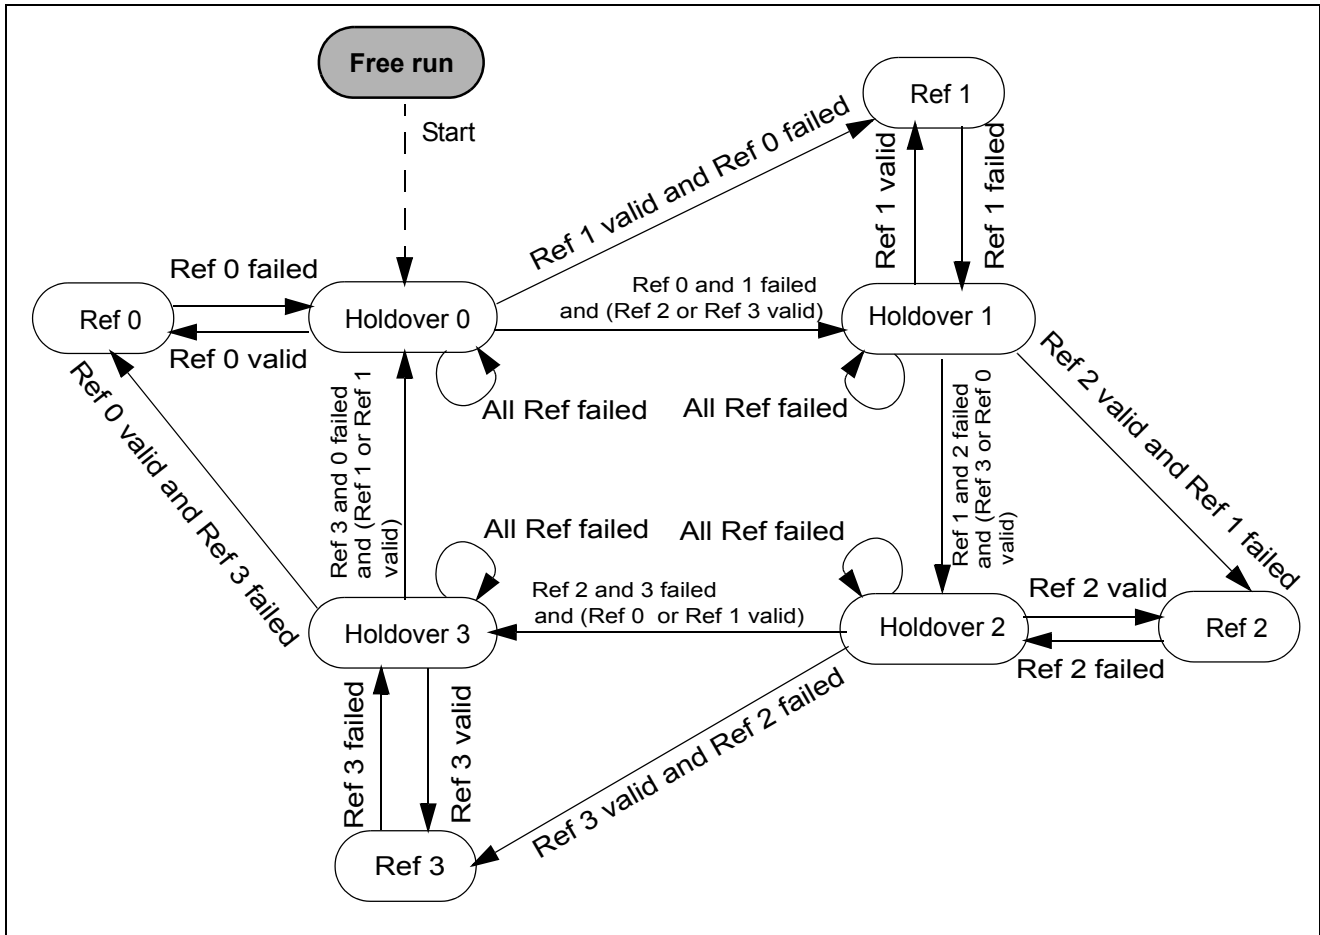 Free run
Start
Ref 1
Ref 1 valid and Ref 0 failed
Ref 1 valid
Ref 1 failed
Ref 0 failed
Ref 0
Ref 0 valid
Holdover 0
Ref 0 and 1 failed
and (Ref 2 or Ref 3 valid)
Holdover 1
All Ref failed
All Ref failed
Ref 2 valid and Ref 1 failed
Ref 0 valid and Ref 3 failed
Ref 3 and 0 failed
and (Ref 1 or Ref 1
valid)
Ref 1 and 2 failed
and (Ref 3 or Ref 0
valid)
All Ref failed
All Ref failed
Ref 2 and 3 failed
and (Ref 0 or Ref 1 valid)
Holdover 3
Holdover 2
Ref 2 valid
Ref 2
Ref 2 failed
Ref 3 failed
Ref 3 valid
Ref 3 valid and Ref 2 failed
Ref 3